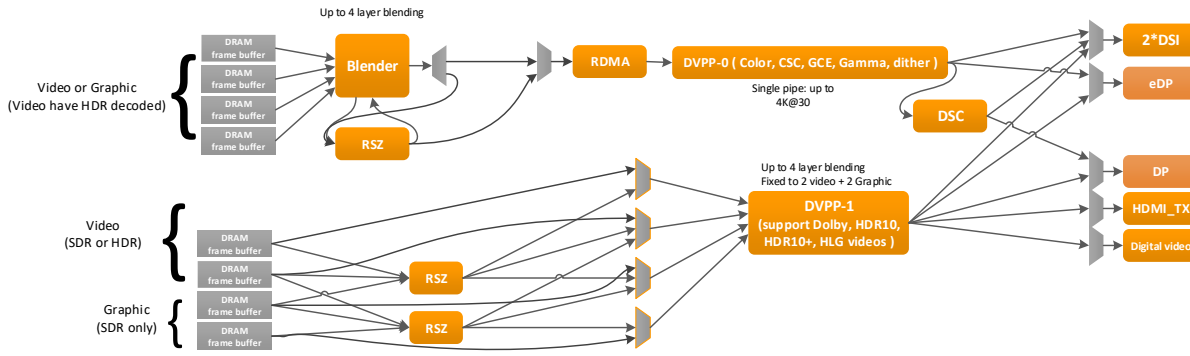 Up to 4 layer blending
DRAM
frame buffer
DRAM
frame buffer
DRAM
frame buffer
DRAM
frame buffer
Video or Graphic
(Video have HDR decoded)
Blender
RSZ
RDMA
DVPP-0 ( Color, CSC, GCE, Gamma, dither )
Single pipe: up to
4K@30
DSC
2*DSI
eDP
DP
HDMI_TX
Digital video
Up to 4 layer blending
Fixed to 2 video + 2 Graphic
DVPP-1
(support Dolby, HDR10,
HDR10+, HLG videos )
Video
(SDR or HDR)
Graphic
(SDR only)
DRAM
frame buffer
DRAM
frame buffer
DRAM
frame buffer
DRAM
frame buffer
RSZ
RSZ